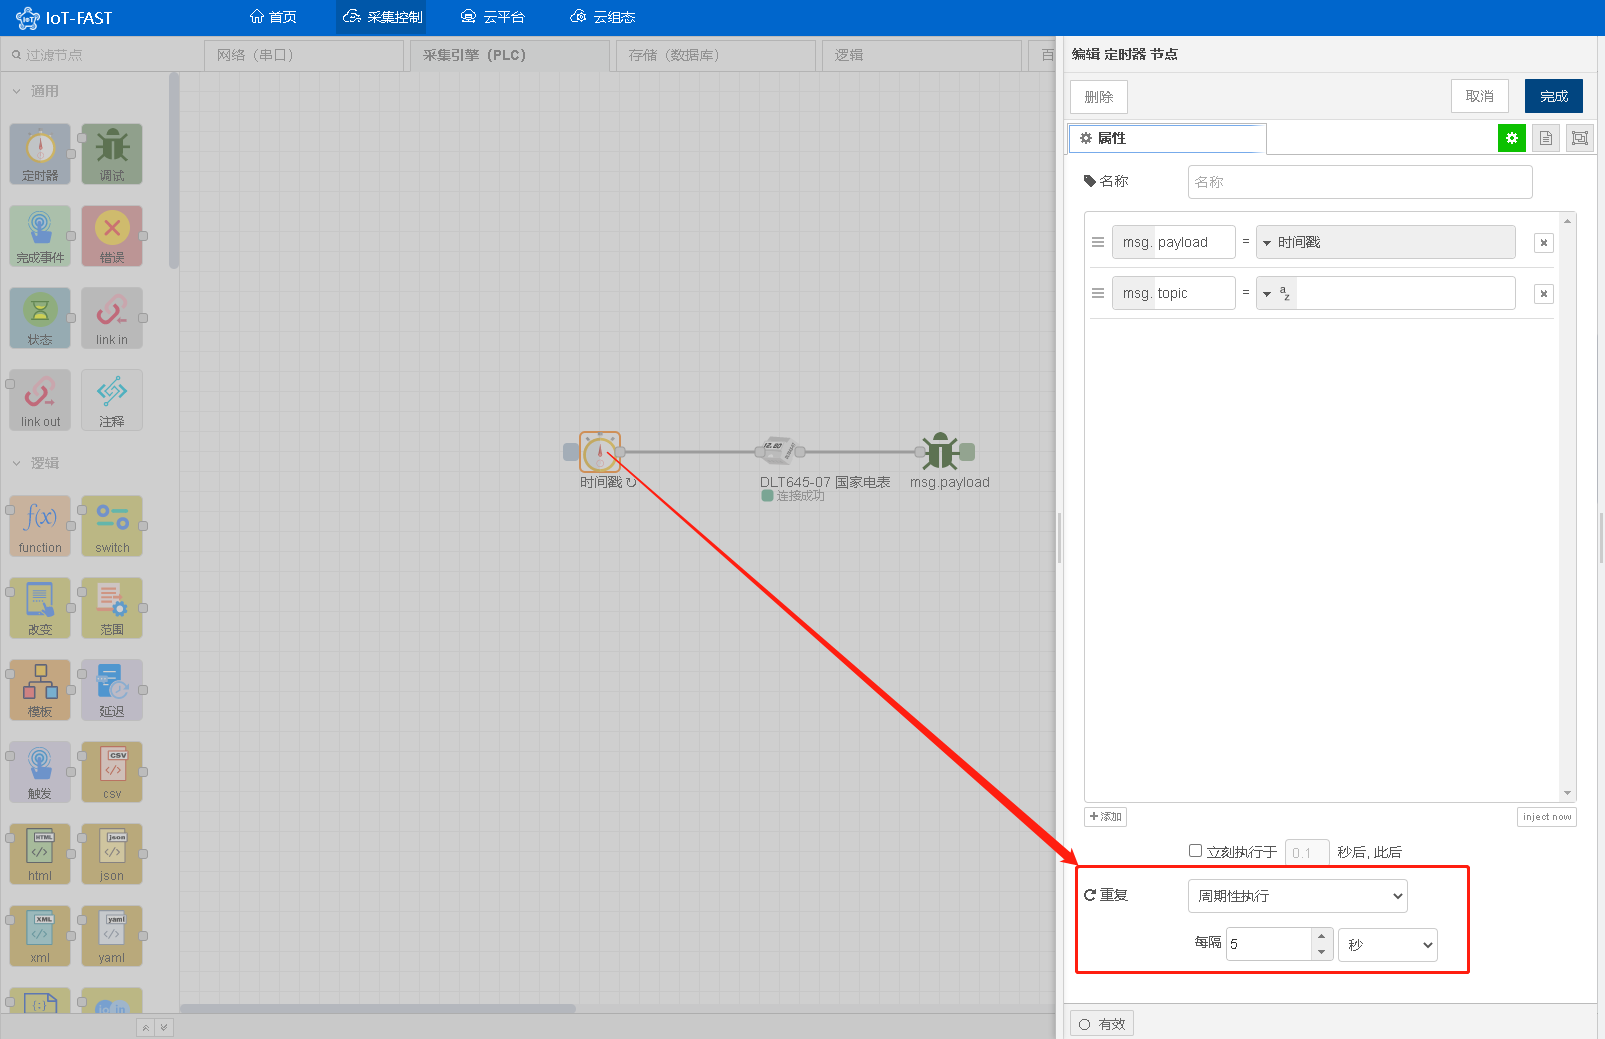 IoT-FAST
首页
采集控制
云平台
云组态
过滤节点
网络（串口）
采集引擎（PLC）
存储（数据库）
逻辑
百
通用
定时器
调试
完成事件
错误
状态
link in
link out
注释
逻辑
function
switch
改变
范围
模板
延迟
触发
csv
html
json
xml
yaml
时间戳 ↻
DLT645-07 国家电表
连接成功
msg.payload
编辑 定时器 节点
删除
取消
完成
属性
名称
名称
msg. payload = 时间戳
msg. topic =
添加
inject now
立刻执行于 0.1 秒后, 此后
重复
周期性执行
每隔 5 秒
有效